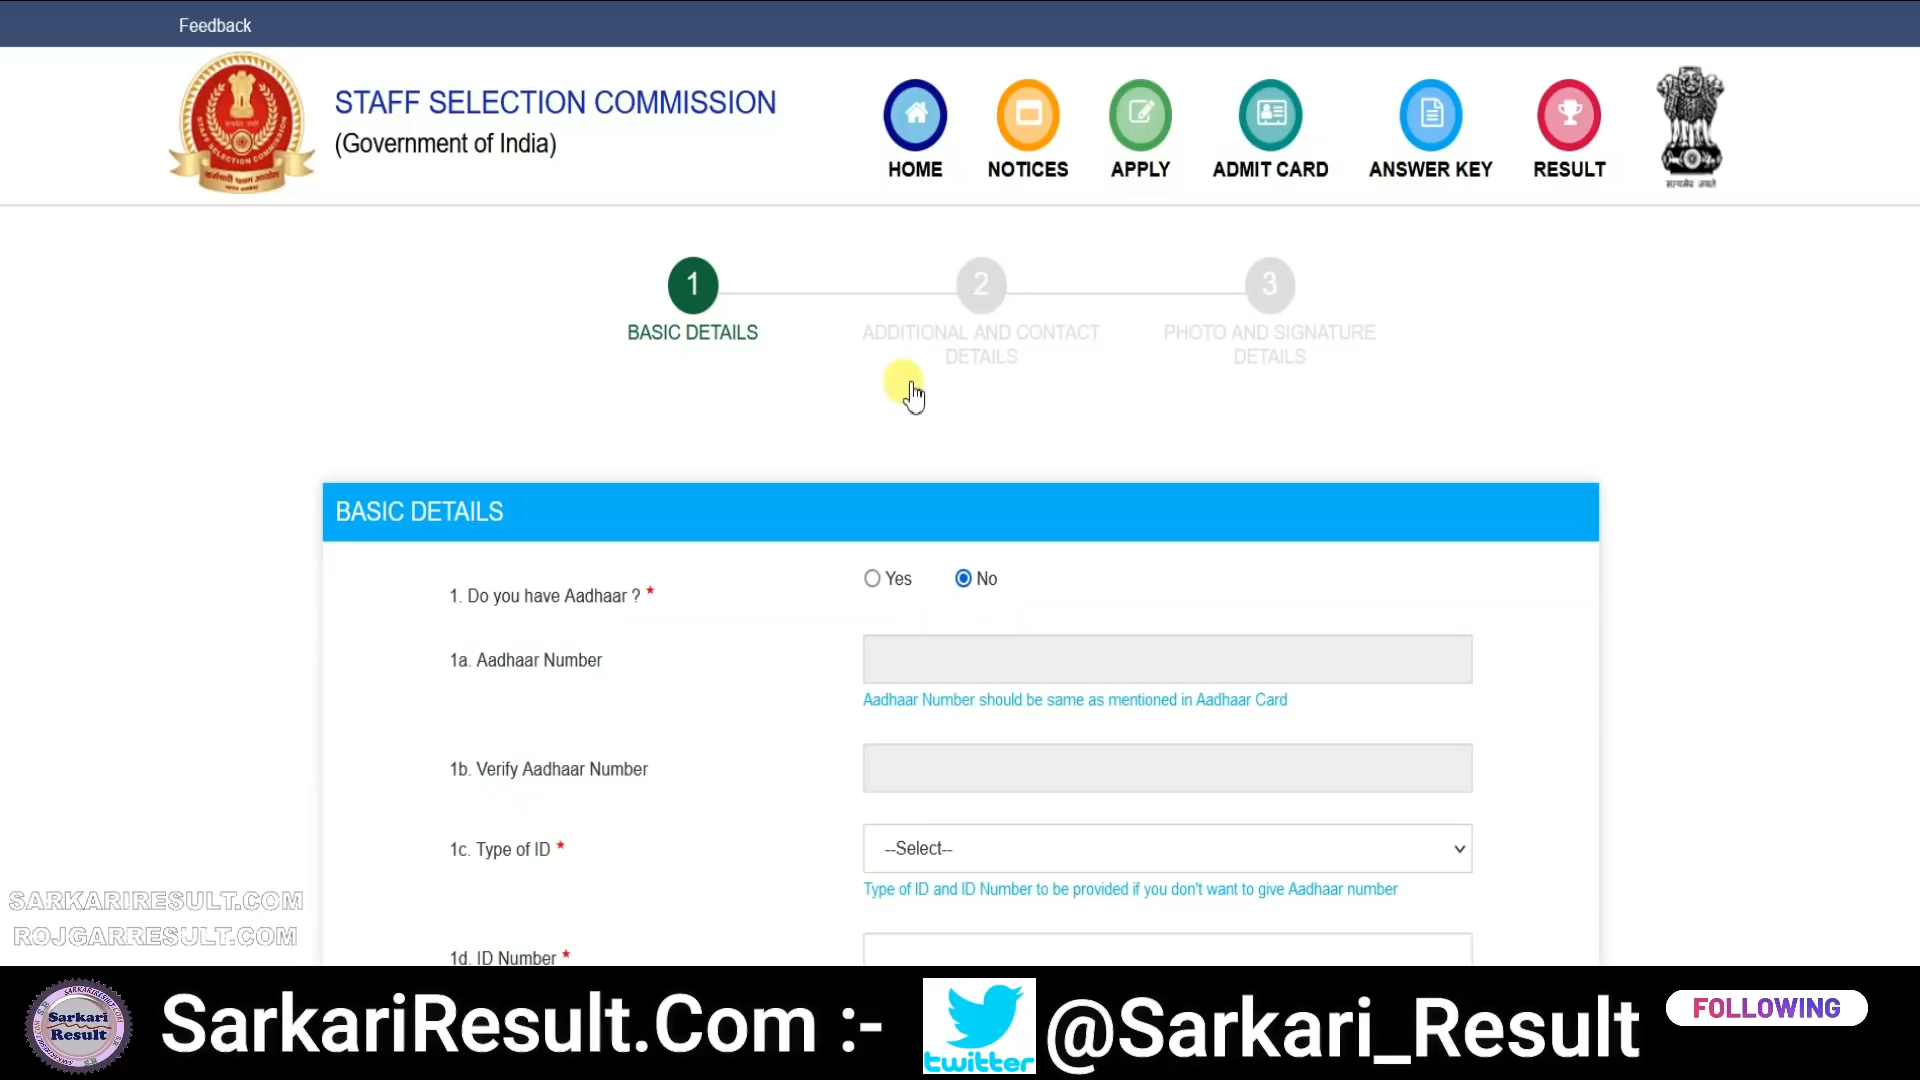 Feedback
STAFF SELECTION COMMISSION
(Government of India)
HOME
NOTICES
APPLY
ADMIT CARD
ANSWER KEY
RESULT
सत्यमेव जयते
1
2
3
BASIC DETAILS
ADDITIONAL AND CONTACT
DETAILS
PHOTO AND SIGNATURE
DETAILS
BASIC DETAILS
1. Do you have Aadhaar ? *
Yes
No
1a. Aadhaar Number
Aadhaar Number should be same as mentioned in Aadhaar Card
1b. Verify Aadhaar Number
1c. Type of ID *
--Select--
Type of ID and ID Number to be provided if you don't want to give Aadhaar number
1d. ID Number *
SARKARIRESULT.COM
ROJGARRESULT.COM
Sarkari
Result
SarkariResult.Com :-
twitter
@Sarkari_Result
FOLLOWING